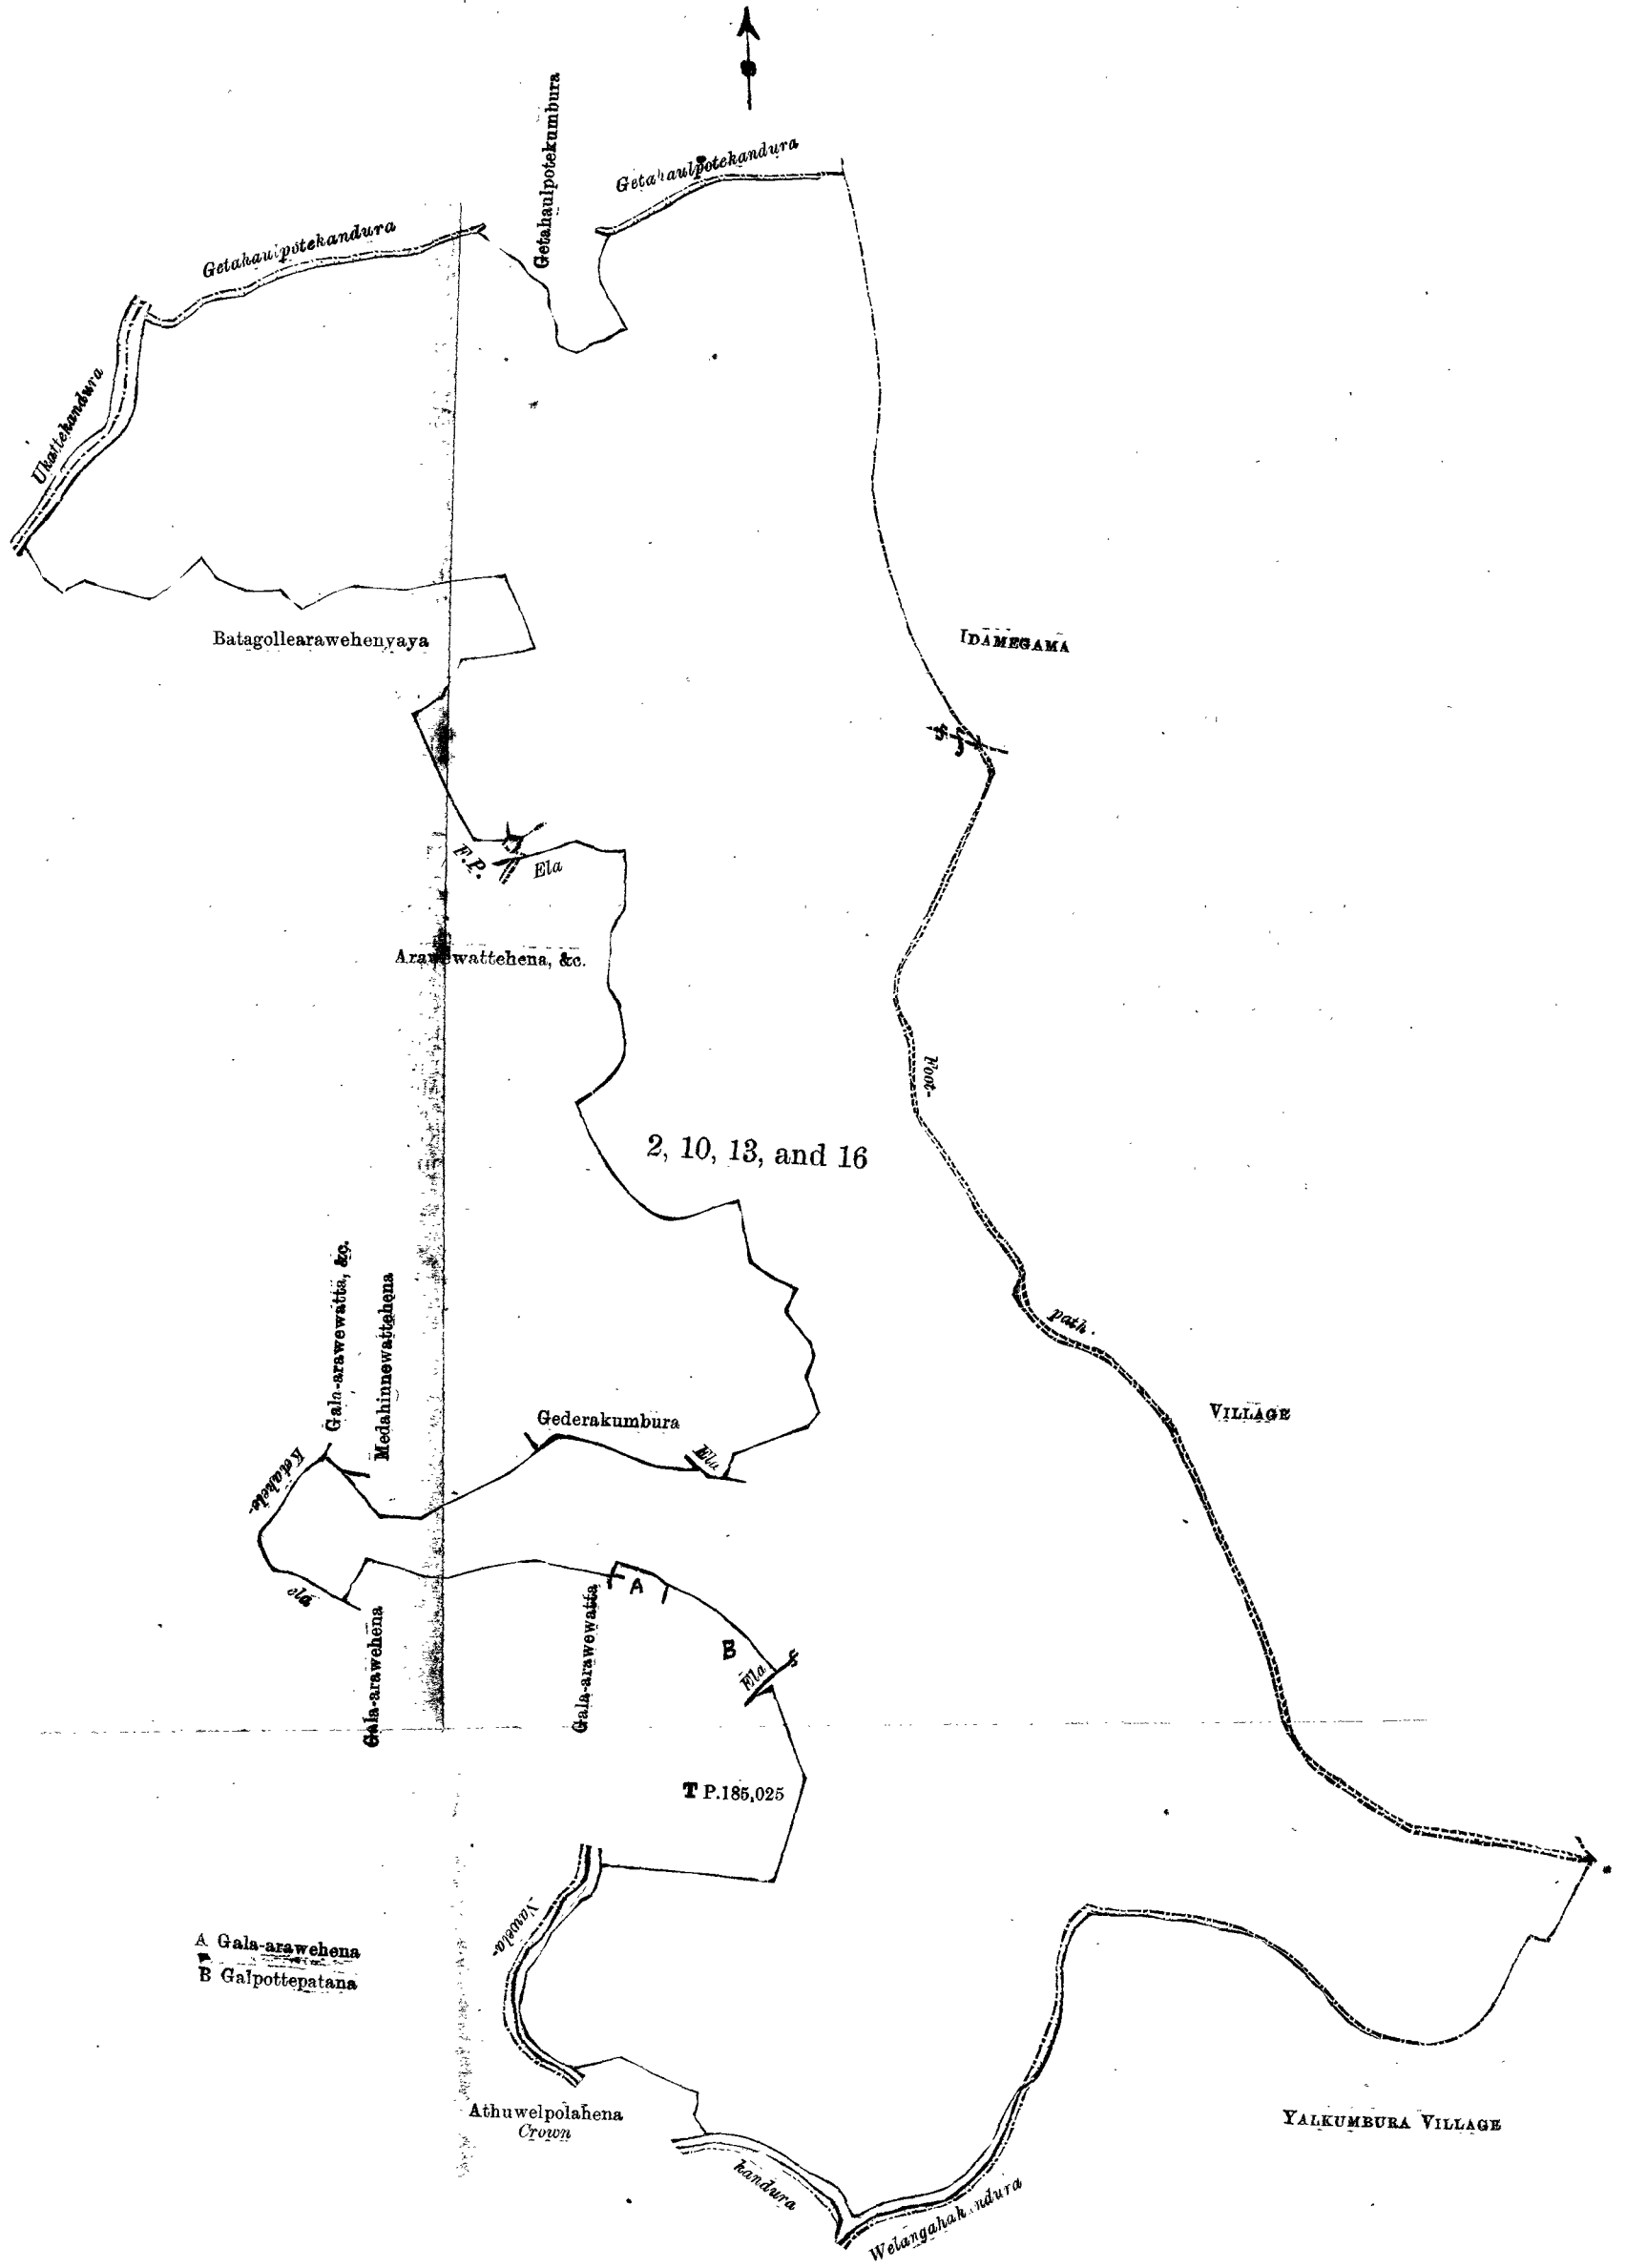 Getahaulpotekumbura
Getahaulpotekandura
Getahaulpotekandura
Ukattekandura
Batagollearawehenyaya
IDAMEGAMA
F.P.
Ela
Arawewattehena, &c.
Foot-
2, 10, 13, and 16
path.
Gala-arawewatta, &c.
Medahinnewattehena
Gederakumbura
VILLAGE
Ela
Ketakele-
ela
A
Gala-arawehena
Gala-arawewatta
B
Ela
T P.185,025
Nawela-
A Gala-arawehena
B Galpottepatana
Athuwelpolahena
Crown
YALKUMBURA VILLAGE
kandura
Welangahakandura